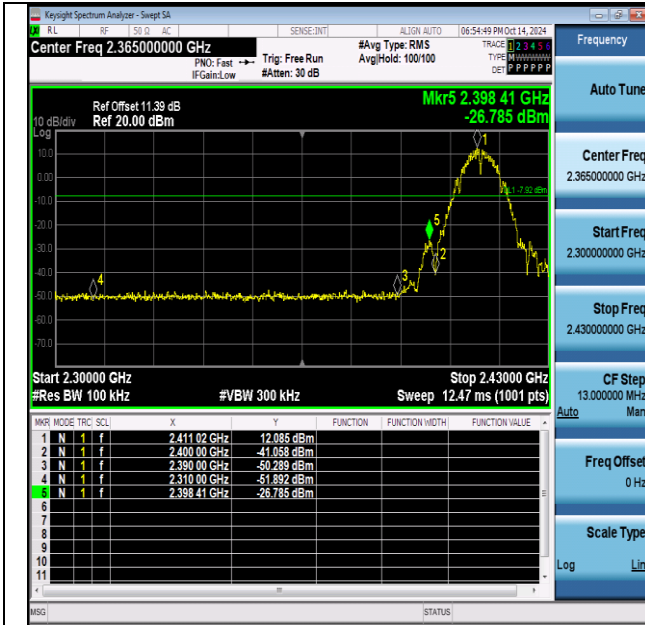 Keysight Spectrum Analyzer - Swept SA
LXI RL RF 50 Ω AC SENSE:INT ALIGN AUTO 06:54:49 PM Oct 14, 2024
Center Freq 2.365000000 GHz #Avg Type: RMS TRACE 1 2 3 4 5 6
PNO: Fast Trig: Free Run Avg|Hold: 100/100 TYPE M WWWWW
IFGain:Low #Atten: 30 dB DET P P P P P P
Mkr5 2.398 41 GHz
-26.785 dBm
Ref Offset 11.39 dB
10 dB/div Ref 20.00 dBm
Log
10.0
0.00
-10.0
-20.0
-30.0
-40.0
-50.0
-60.0
-70.0
1
DL1 -7.92 dBm
5
2
3
4
Start 2.30000 GHz Stop 2.43000 GHz
#Res BW 100 kHz #VBW 300 kHz Sweep 12.47 ms (1001 pts)
MKR MODE TRC SCL X Y FUNCTION FUNCTION WIDTH FUNCTION VALUE
1 N 1 f 2.411 02 GHz 12.085 dBm
2 N 1 f 2.400 00 GHz -41.058 dBm
3 N 1 f 2.390 00 GHz -50.289 dBm
4 N 1 f 2.310 00 GHz -51.892 dBm
5 N 1 f 2.398 41 GHz -26.785 dBm
6
7
8
9
10
11
MSG STATUS
Frequency
Auto Tune
Center Freq
2.365000000 GHz
Start Freq
2.300000000 GHz
Stop Freq
2.430000000 GHz
CF Step
13.000000 MHz
Auto Man
Freq Offset
0 Hz
Scale Type
Log Lin